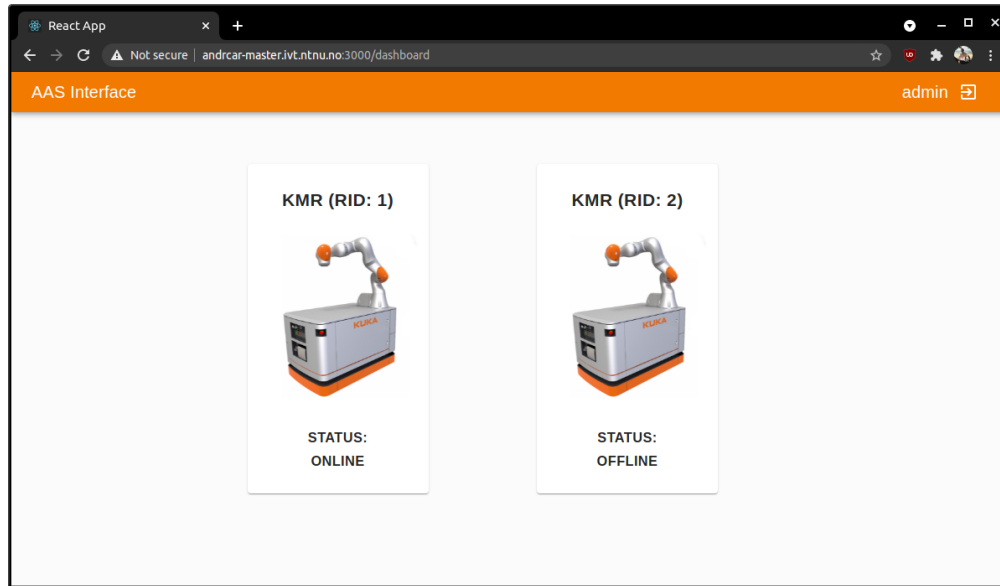 React App
Not secure andrcar-master.ivt.ntnu.no:3000/dashboard
AAS Interface
admin
KMR (RID: 1)
KMR (RID: 2)
KUKA
KUKA
STATUS:
ONLINE
STATUS:
OFFLINE